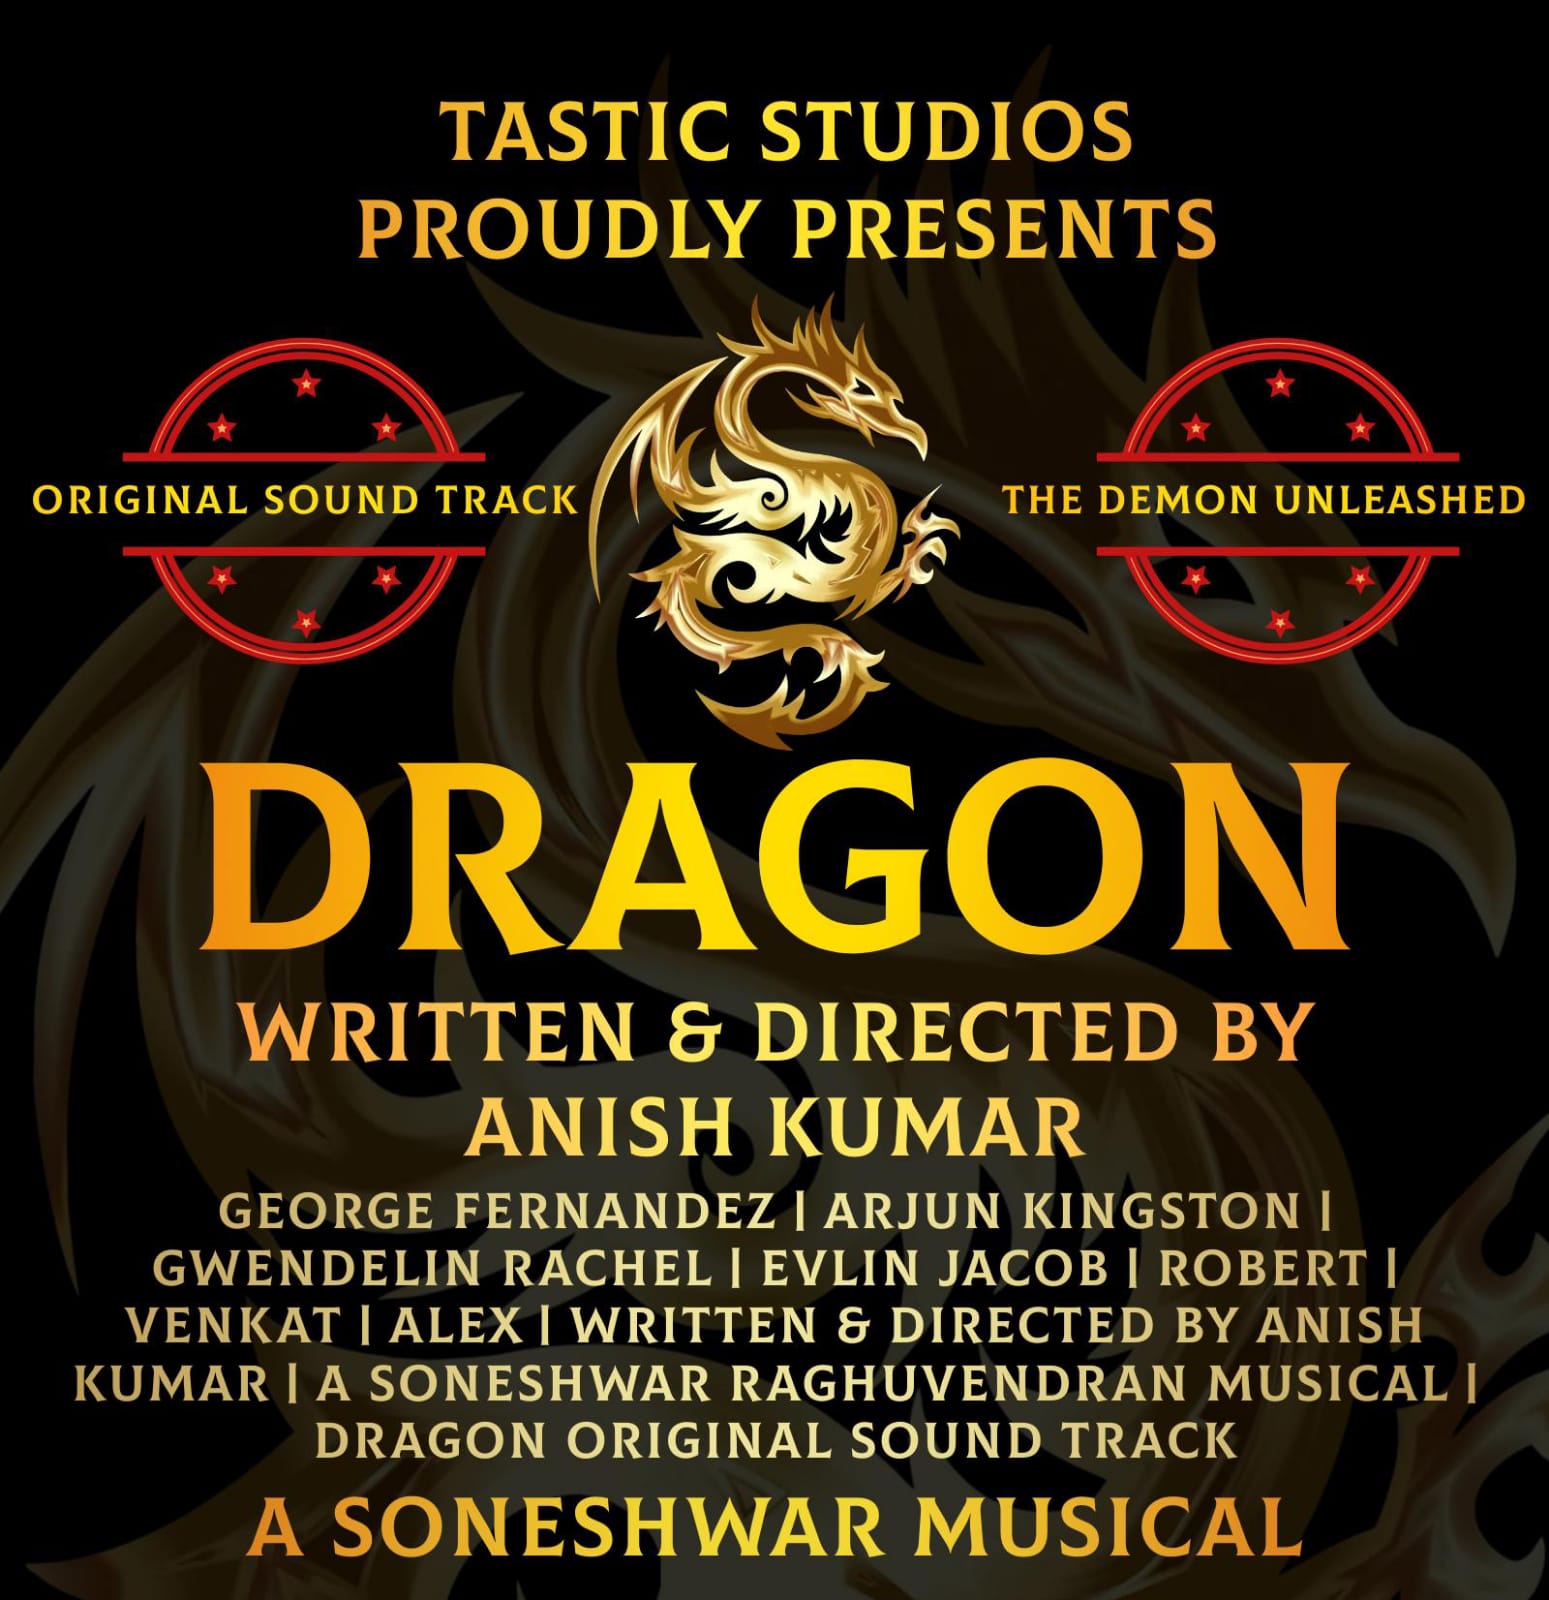 TASTIC STUDIOS
PROUDLY PRESENTS
ORIGINAL SOUND TRACK
THE DEMON UNLEASHED
DRAGON
WRITTEN & DIRECTED BY
ANISH KUMAR
GEORGE FERNANDEZ | ARJUN KINGSTON |
GWENDELIN RACHEL | EVLIN JACOB | ROBERT |
VENKAT | ALEX | WRITTEN & DIRECTED BY ANISH
KUMAR | A SONESHWAR RAGHUVENDRAN MUSICAL |
DRAGON ORIGINAL SOUND TRACK
A SONESHWAR MUSICAL